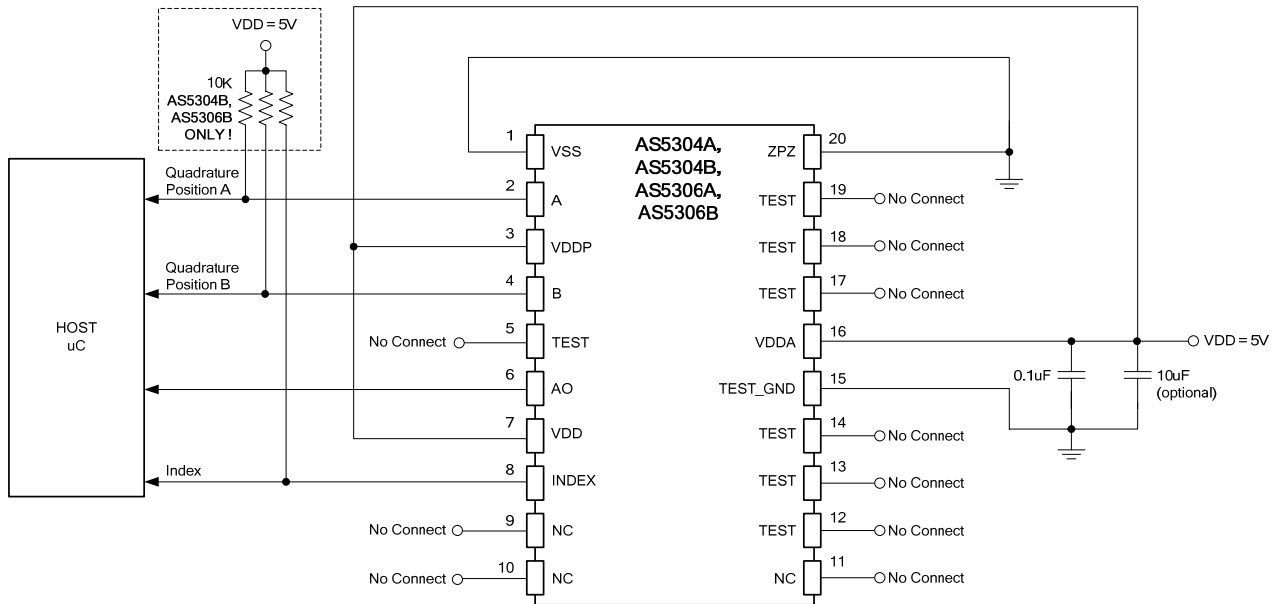 VDD = 5V
10K
AS5304B,
AS5306B
ONLY !
HOST
uC
Quadrature
Position A
Quadrature
Position B
Index
AS5304A,
AS5304B,
AS5306A,
AS5306B
1 VSS
2 A
3 VDDP
4 B
No Connect 5 TEST
6 AO
7 VDD
8 INDEX
No Connect 9 NC
No Connect 10 NC
ZPZ 20
TEST 19 No Connect
TEST 18 No Connect
TEST 17 No Connect
VDDA 16 VDD = 5V
TEST_GND 15
0.1uF
10uF
(optional)
TEST 14 No Connect
TEST 13 No Connect
TEST 12 No Connect
NC 11 No Connect